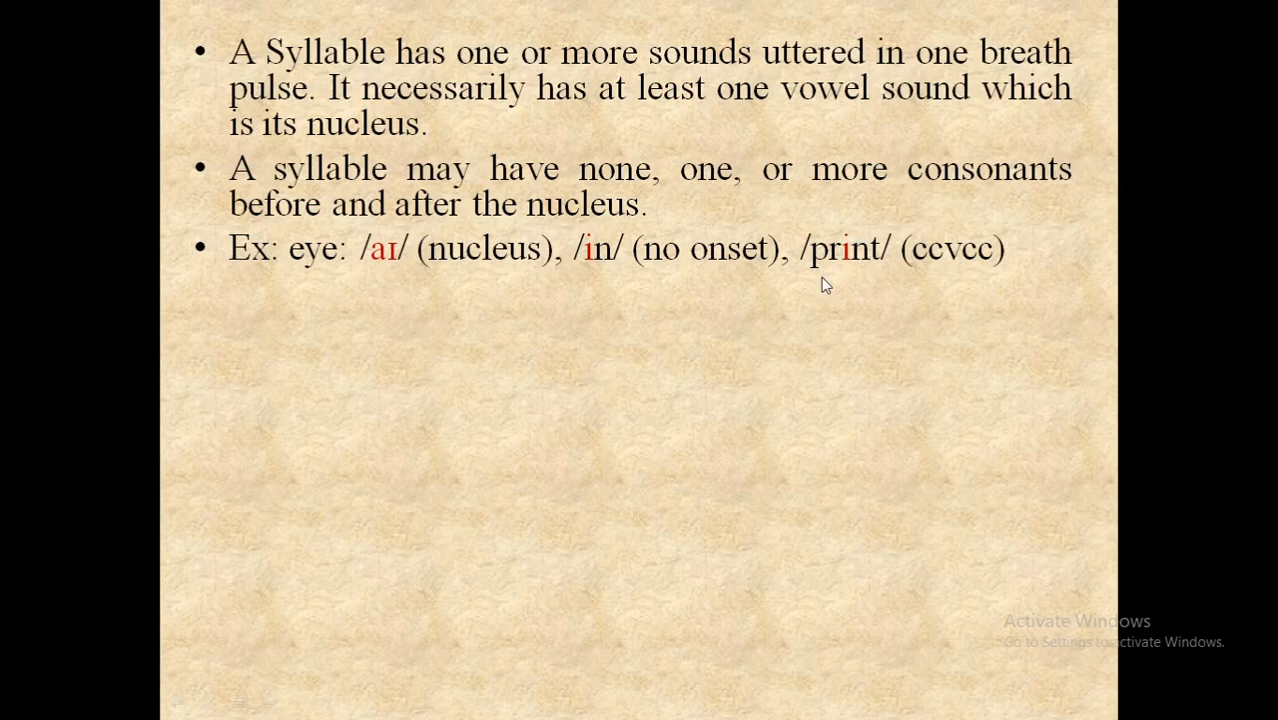 • A Syllable has one or more sounds uttered in one breath
pulse. It necessarily has at least one vowel sound which
is its nucleus.
• A syllable may have none, one, or more consonants
before and after the nucleus.
• Ex: eye: /aɪ/ (nucleus), /in/ (no onset), /print/ (ccvcc)
Activate Windows
Go to Settings to activate Windows.